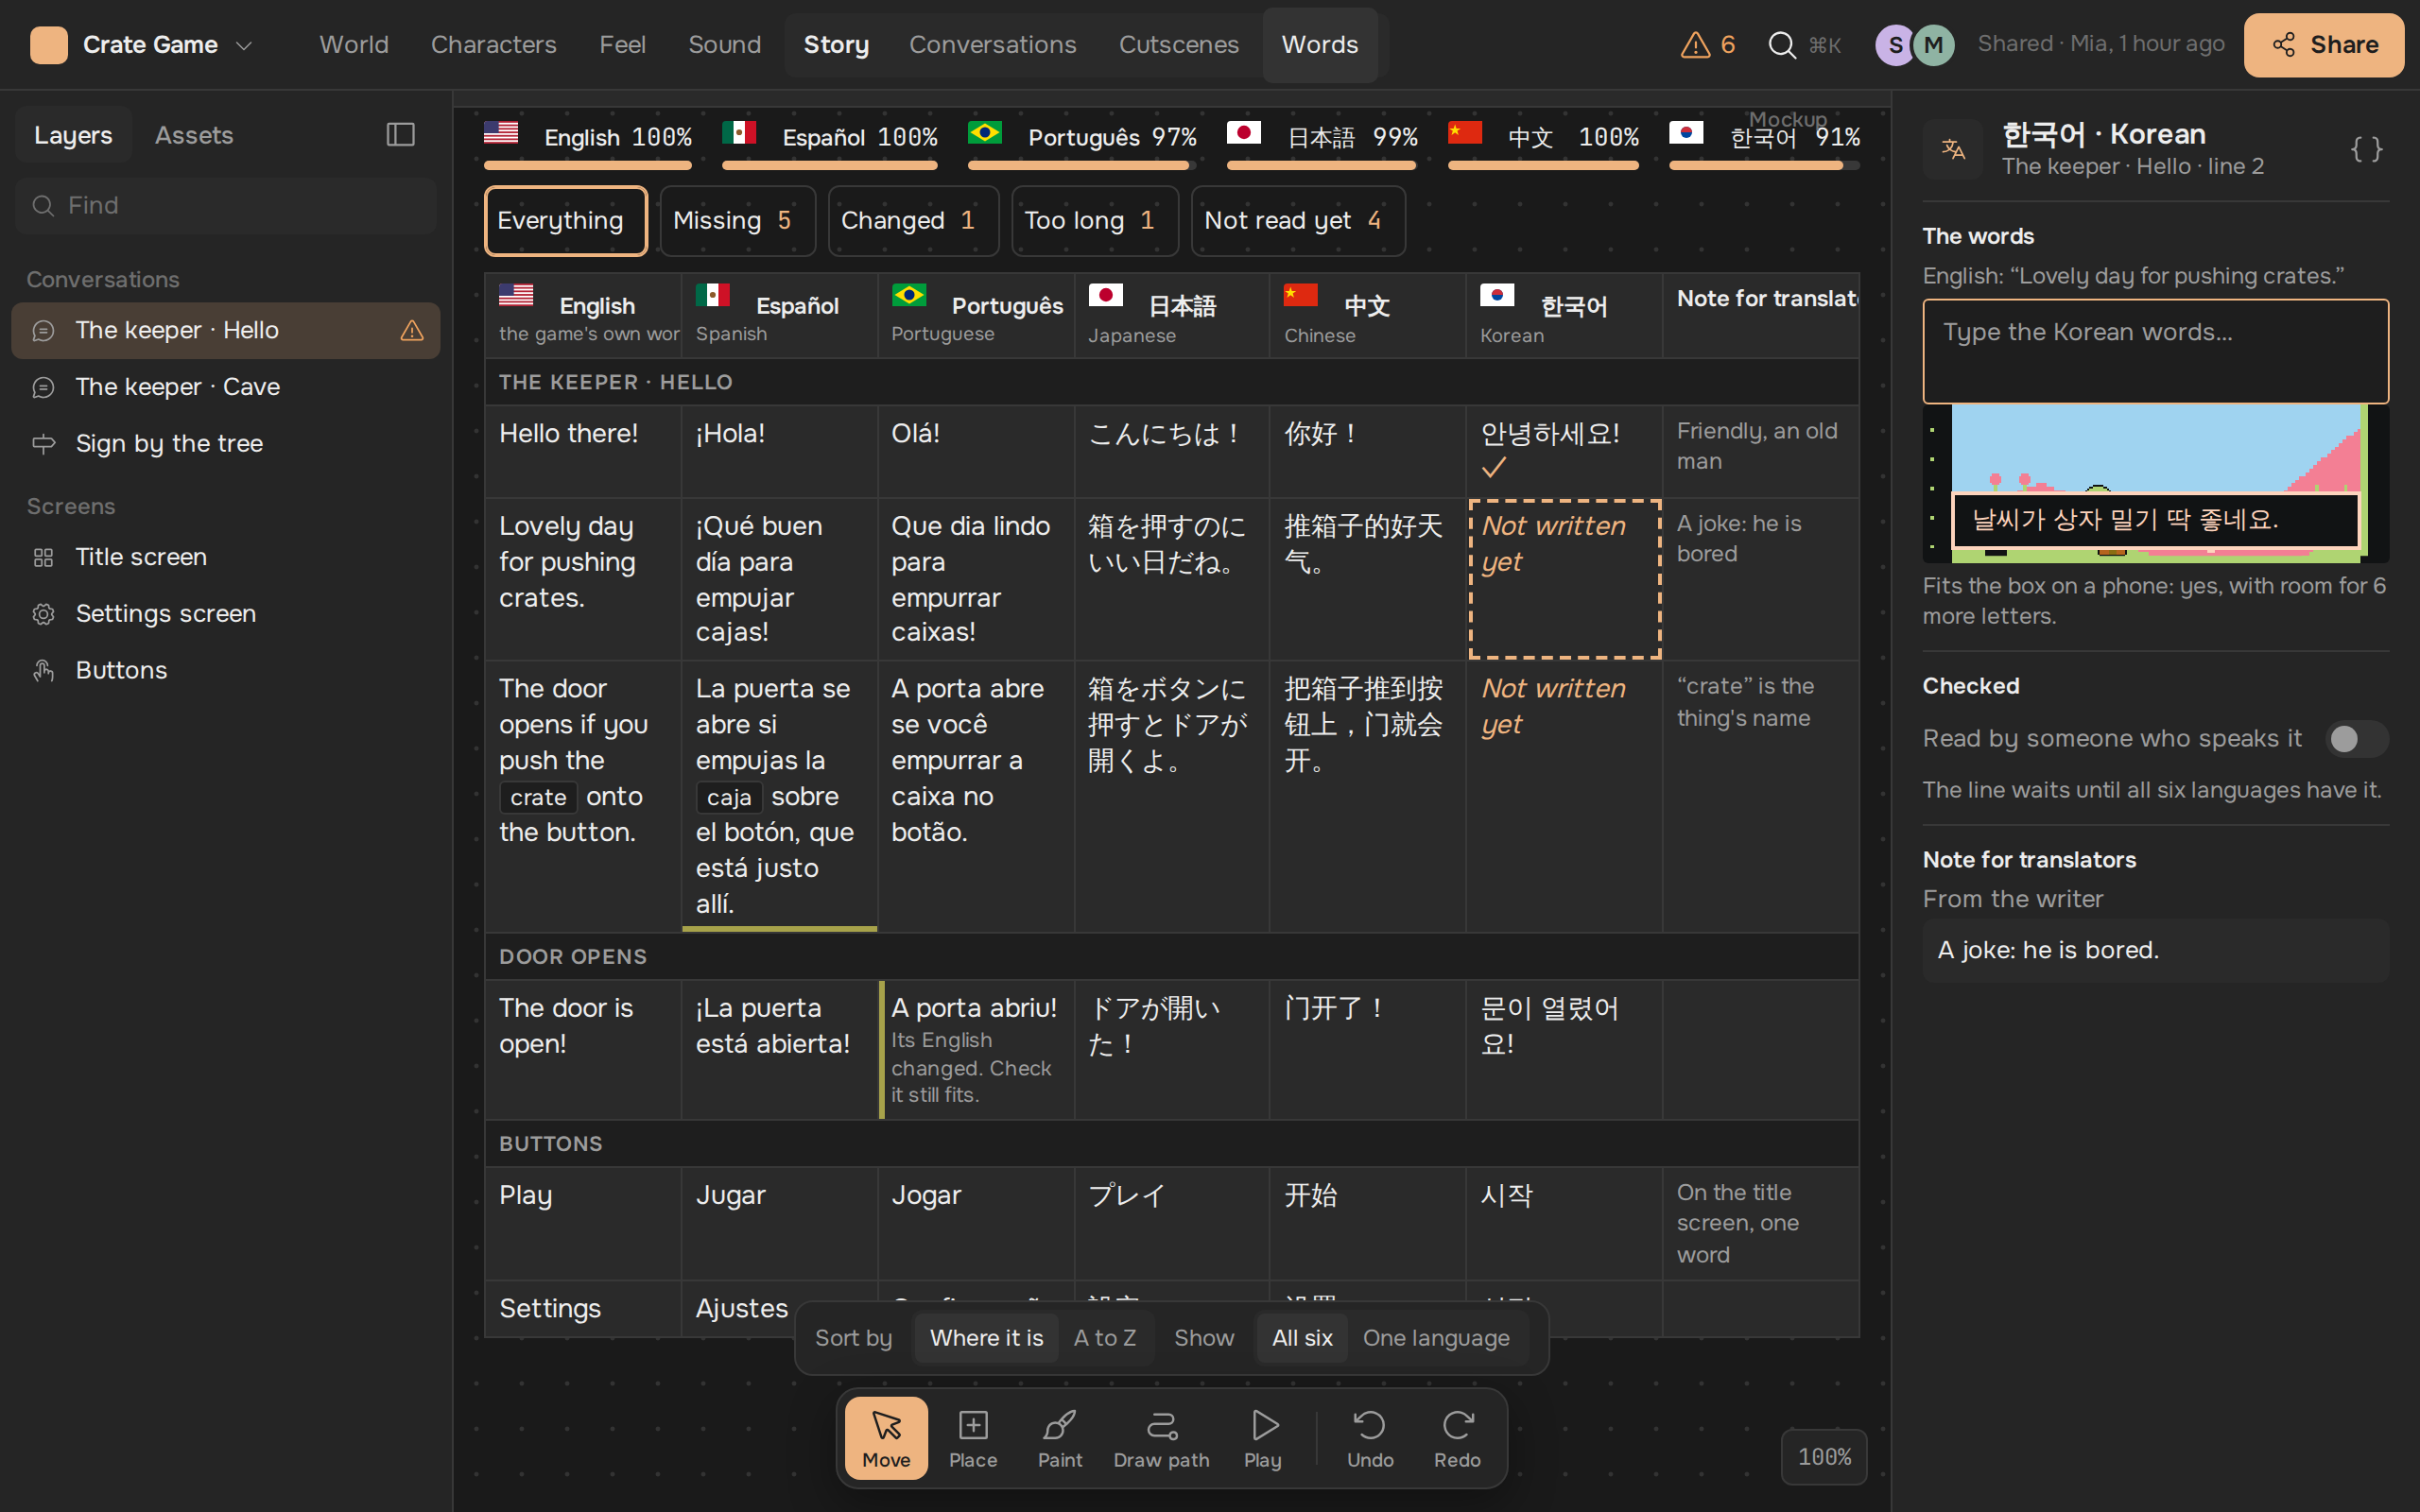 Crate Game
World
Characters
Feel
Sound
Story
Conversations
Cutscenes
Words
6
⌘K
S
M
Shared · Mia, 1 hour ago
Share
Layers
Assets
Find
Conversations
The keeper · Hello
The keeper · Cave
Sign by the tree
Screens
Title screen
Settings screen
Buttons
Mockup
English 100%
Español 100%
Português 97%
日本語 99%
中文 100%
한국어 91%
Everything
Missing 5
Changed 1
Too long 1
Not read yet 4
English
the game's own wor
Español
Spanish
Português
Portuguese
日本語
Japanese
中文
Chinese
한국어
Korean
Note for translat
THE KEEPER · HELLO
Hello there!
¡Hola!
Olá!
こんにちは！
你好！
안녕하세요!
Friendly, an old
man
Lovely day
for pushing
crates.
¡Qué buen
día para
empujar
cajas!
Que dia lindo
para
empurrar
caixas!
箱を押すのに
いい日だね。
推箱子的好天
气。
Not written
yet
A joke: he is
bored
The door
opens if you
push the
crate onto
the button.
La puerta se
abre si
empujas la
caja sobre
el botón, que
está justo
allí.
A porta abre
se você
empurrar a
caixa no
botão.
箱をボタンに
押すとドアが
開くよ。
把箱子推到按
钮上，门就会
开。
Not written
yet
“crate” is the
thing's name
DOOR OPENS
The door is
open!
¡La puerta
está abierta!
A porta abriu!
Its English
changed. Check
it still fits.
ドアが開い
た！
门开了！
문이 열렸어
요!
BUTTONS
Play
Jugar
Jogar
プレイ
开始
시작
On the title
screen, one
word
Settings
Ajustes
Sort by
Where it is
A to Z
Show
All six
One language
Move
Place
Paint
Draw path
Play
Undo
Redo
100%
한국어 · Korean
The keeper · Hello · line 2
{ }
The words
English: “Lovely day for pushing crates.”
Type the Korean words…
날씨가 상자 밀기 딱 좋네요.
Fits the box on a phone: yes, with room for 6
more letters.
Checked
Read by someone who speaks it
The line waits until all six languages have it.
Note for translators
From the writer
A joke: he is bored.